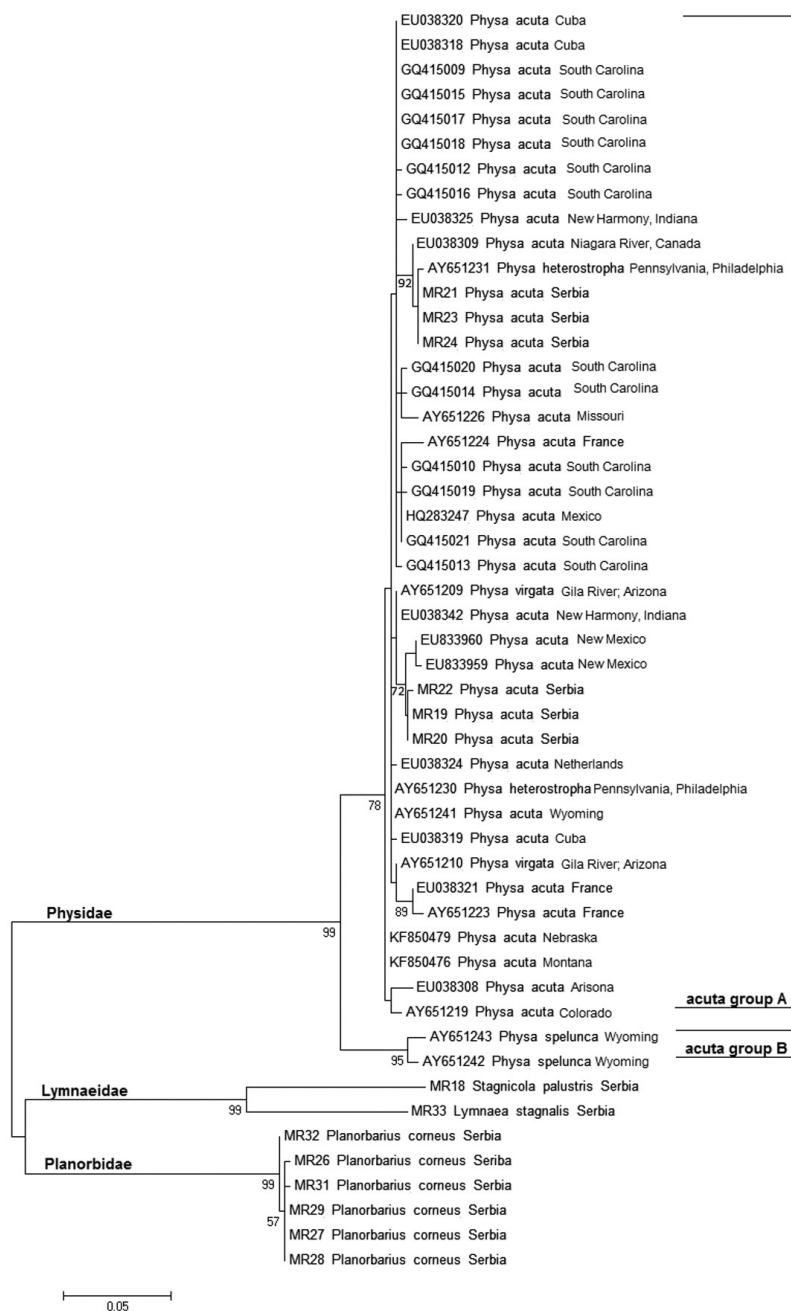 EU038320 Physa acuta Cuba
EU038318 Physa acuta Cuba
GQ415009 Physa acuta South Carolina
GQ415015 Physa acuta South Carolina
GQ415017 Physa acuta South Carolina
GQ415018 Physa acuta South Carolina
GQ415012 Physa acuta South Carolina
GQ415016 Physa acuta South Carolina
EU038325 Physa acuta New Harmony, Indiana
EU038309 Physa acuta Niagara River, Canada
AY651231 Physa heterostropha Pennsylvania, Philadelphia
92
MR21 Physa acuta Serbia
MR23 Physa acuta Serbia
MR24 Physa acuta Serbia
GQ415020 Physa acuta South Carolina
GQ415014 Physa acuta South Carolina
AY651226 Physa acuta Missouri
AY651224 Physa acuta France
GQ415010 Physa acuta South Carolina
GQ415019 Physa acuta South Carolina
HQ283247 Physa acuta Mexico
GQ415021 Physa acuta South Carolina
GQ415013 Physa acuta South Carolina
AY651209 Physa virgata Gila River; Arizona
EU038342 Physa acuta New Harmony, Indiana
EU833960 Physa acuta New Mexico
EU833959 Physa acuta New Mexico
72
MR22 Physa acuta Serbia
MR19 Physa acuta Serbia
MR20 Physa acuta Serbia
EU038324 Physa acuta Netherlands
AY651230 Physa heterostropha Pennsylvania, Philadelphia
78
AY651241 Physa acuta Wyoming
EU038319 Physa acuta Cuba
AY651210 Physa virgata Gila River; Arizona
EU038321 Physa acuta France
89
AY651223 Physa acuta France
Physidae
99
KF850479 Physa acuta Nebraska
KF850476 Physa acuta Montana
EU038308 Physa acuta Arisona
acuta group A
AY651219 Physa acuta Colorado
AY651243 Physa spelunca Wyoming
acuta group B
95
AY651242 Physa spelunca Wyoming
Lymnaeidae
MR18 Stagnicola palustris Serbia
99
MR33 Lymnaea stagnalis Serbia
MR32 Planorbarius corneus Serbia
Planorbidae
MR26 Planorbarius corneus Seriba
99
MR31 Planorbarius corneus Serbia
MR29 Planorbarius corneus Serbia
57
MR27 Planorbarius corneus Serbia
MR28 Planorbarius corneus Serbia
0.05